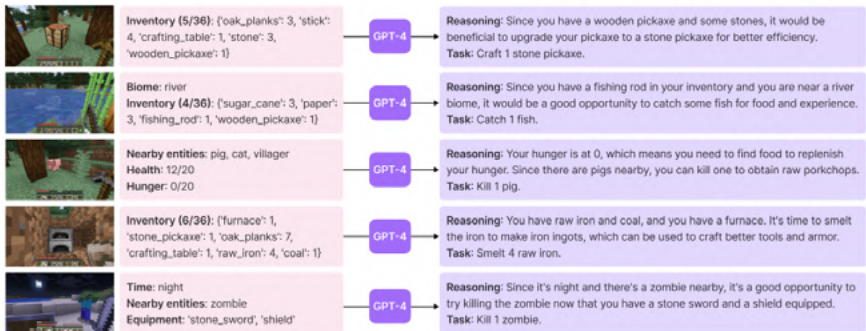 Inventory (5/36): {'oak_planks': 3, 'stick':
4, 'crafting_table': 1, 'stone': 3,
'wooden_pickaxe': 1}
GPT-4
Reasoning: Since you have a wooden pickaxe and some stones, it would be
beneficial to upgrade your pickaxe to a stone pickaxe for better efficiency.
Task: Craft 1 stone pickaxe.
Biome: river
Inventory (4/36): {'sugar_cane': 3, 'paper':
3, 'fishing_rod': 1, 'wooden_pickaxe': 1}
GPT-4
Reasoning: Since you have a fishing rod in your inventory and you are near a river
biome, it would be a good opportunity to catch some fish for food and experience.
Task: Catch 1 fish.
Nearby entities: pig, cat, villager
Health: 12/20
Hunger: 0/20
GPT-4
Reasoning: Your hunger is at 0, which means you need to find food to replenish
your hunger. Since there are pigs nearby, you can kill one to obtain raw porkchops.
Task: Kill 1 pig.
Inventory (6/36): {'furnace': 1,
'stone_pickaxe': 1, 'oak_planks': 7,
'crafting_table': 1, 'raw_iron': 4, 'coal': 1}
GPT-4
Reasoning: You have raw iron and coal, and you have a furnace. It's time to smelt
the iron to make iron ingots, which can be used to craft better tools and armor.
Task: Smelt 4 raw iron.
Time: night
Nearby entities: zombie
Equipment: 'stone_sword', 'shield'
GPT-4
Reasoning: Since it's night and there's a zombie nearby, it's a good opportunity to
try killing the zombie now that you have a stone sword and a shield equipped.
Task: Kill 1 zombie.